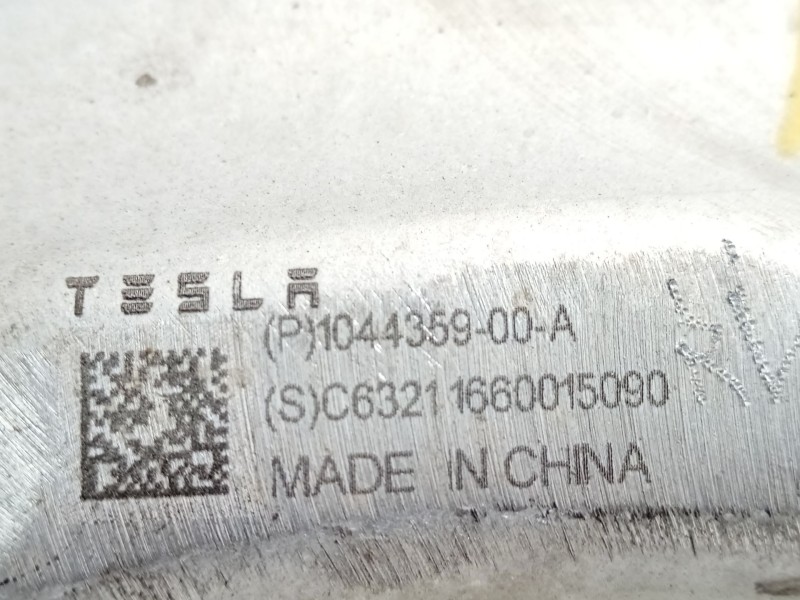 TESLA
(P)1044359-00-A
(S)C63211660015090
MADE IN CHINA